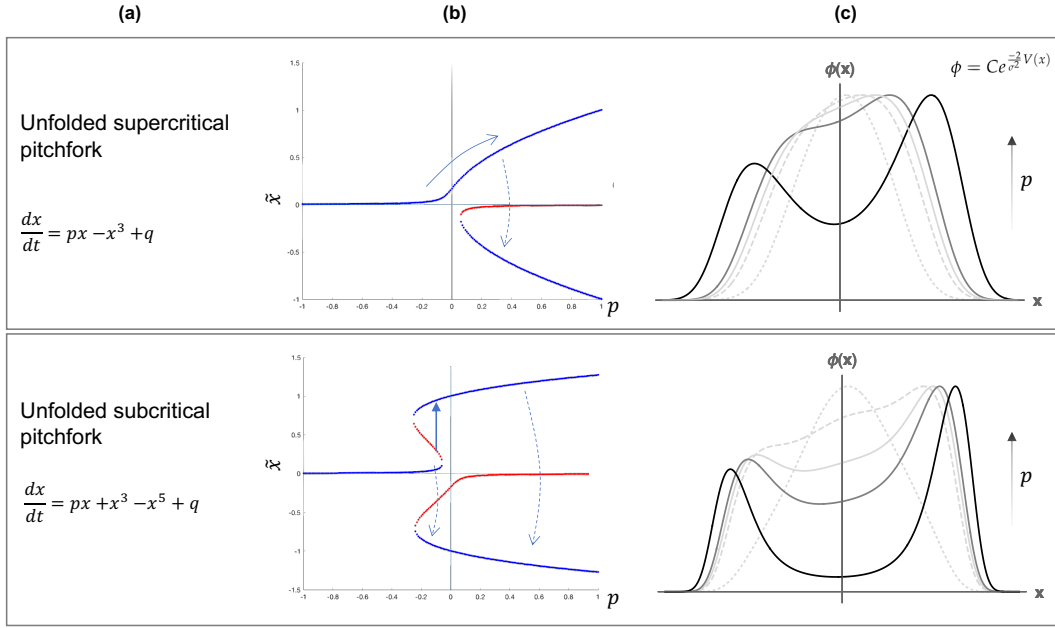 (a)
(b)
(c)
Unfolded supercritical
pitchfork
dx/dt = px − x³ + q
x̃
1.5
1
0.5
0
-0.5
-1
-1 -0.8 -0.6 -0.4 -0.2 0 0.2 0.4 0.6 0.8 1
p
ϕ(x)
ϕ = Ce^(-2/σ² V(x))
p
x
Unfolded subcritical
pitchfork
dx/dt = px + x³ − x⁵ + q
x̃
1.5
1
0.5
0
-0.5
-1
-1.5
-1 -0.8 -0.6 -0.4 -0.2 0 0.2 0.4 0.6 0.8 1
p
ϕ(x)
p
x